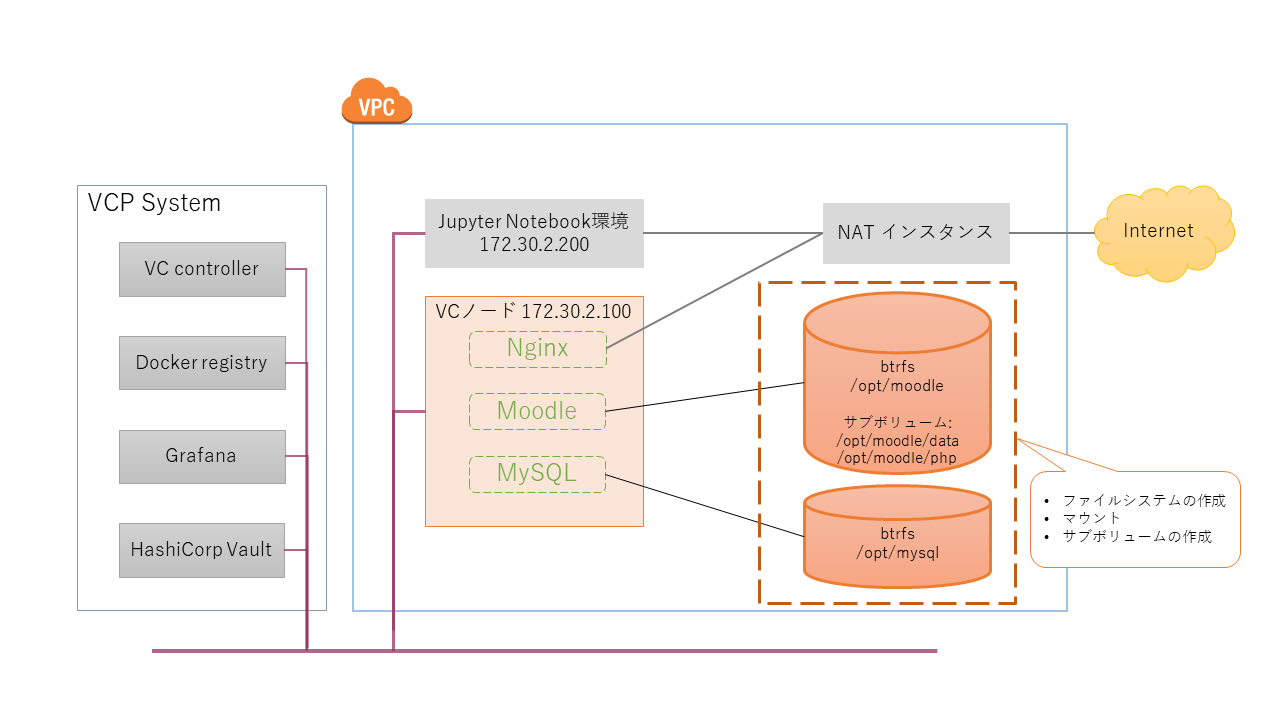 VPC
VCP System
VC controller
Docker registry
Grafana
HashiCorp Vault
Jupyter Notebook環境
172.30.2.200
VCノード 172.30.2.100
Nginx
Moodle
MySQL
NAT インスタンス
Internet
btrfs
/opt/moodle
サブボリューム:
/opt/moodle/data
/opt/moodle/php
btrfs
/opt/mysql
• ファイルシステムの作成
• マウント
• サブボリュームの作成